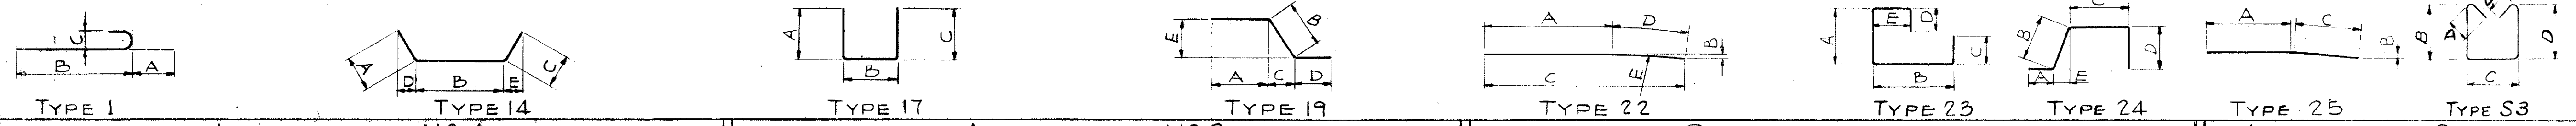 C B A
TYPE 1
A D B E C
TYPE 14
A B C
TYPE 17
E B A C D
TYPE 19
A D B C E
TYPE 22
A E D B C
TYPE 23
B C D A E
TYPE 24
A C B
TYPE 25
B A E D C
TYPE S3